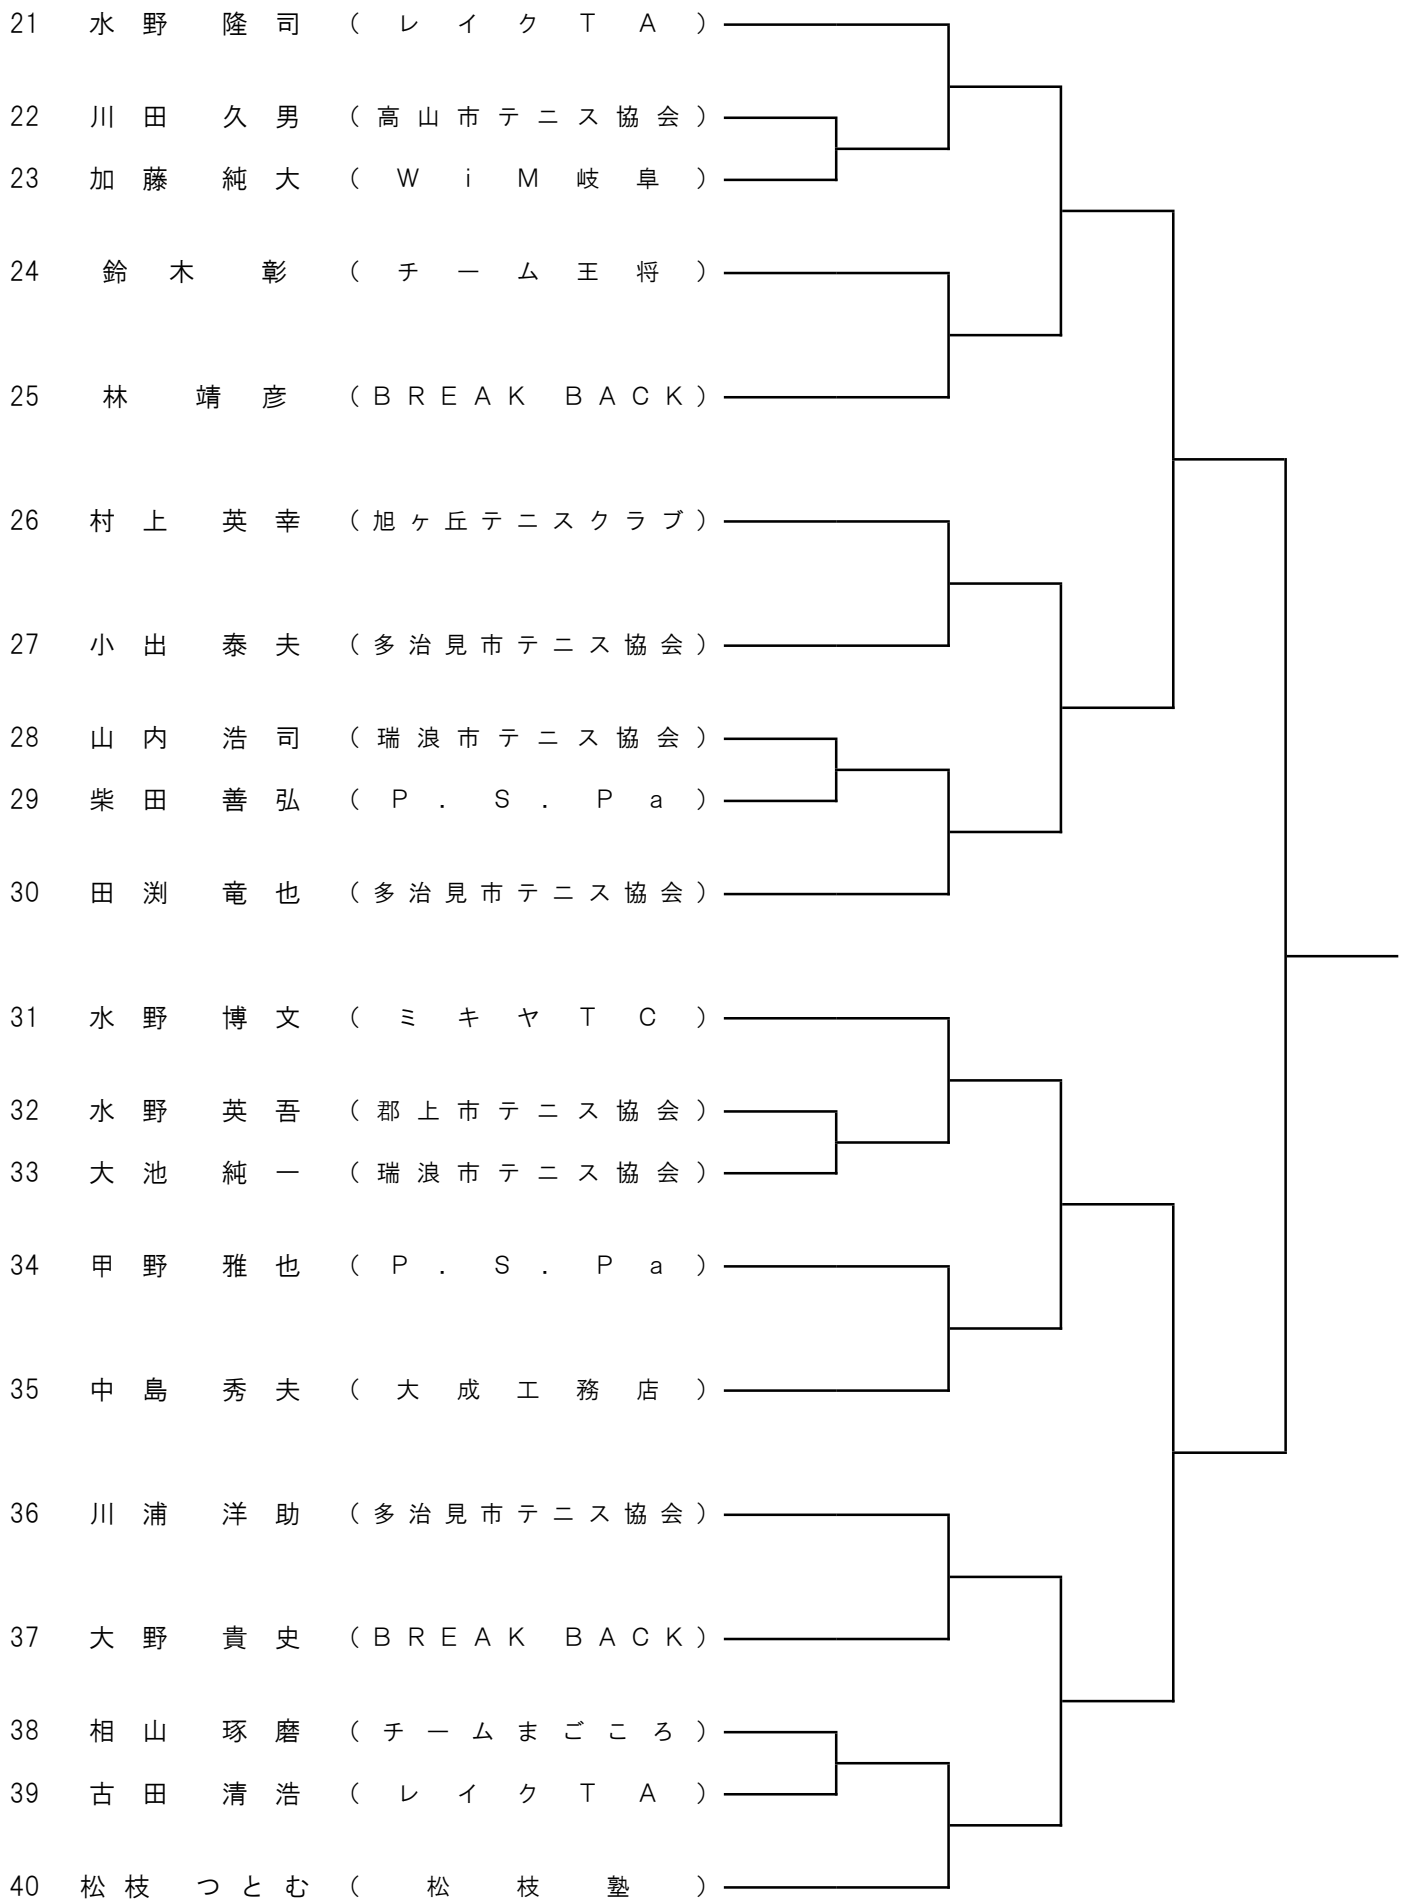 21 水野 隆司 (レイクTA)
22 川田 久男 (高山市テニス協会)
23 加藤 純大 (WiM岐阜)
24 鈴木 彰 (チーム王将)
25 林 靖彦 (BREAK BACK)
26 村上 英幸 (旭ヶ丘テニスクラブ)
27 小出 泰夫 (多治見市テニス協会)
28 山内 浩司 (瑞浪市テニス協会)
29 柴田 善弘 (P.S.Pa)
30 田渕 竜也 (多治見市テニス協会)
31 水野 博文 (ミキヤTC)
32 水野 英吾 (郡上市テニス協会)
33 大池 純一 (瑞浪市テニス協会)
34 甲野 雅也 (P.S.Pa)
35 中島 秀夫 (大成工務店)
36 川浦 洋助 (多治見市テニス協会)
37 大野 貴史 (BREAK BACK)
38 相山 琢磨 (チームまごころ)
39 古田 清浩 (レイクTA)
40 松枝 つとむ (松枝塾)